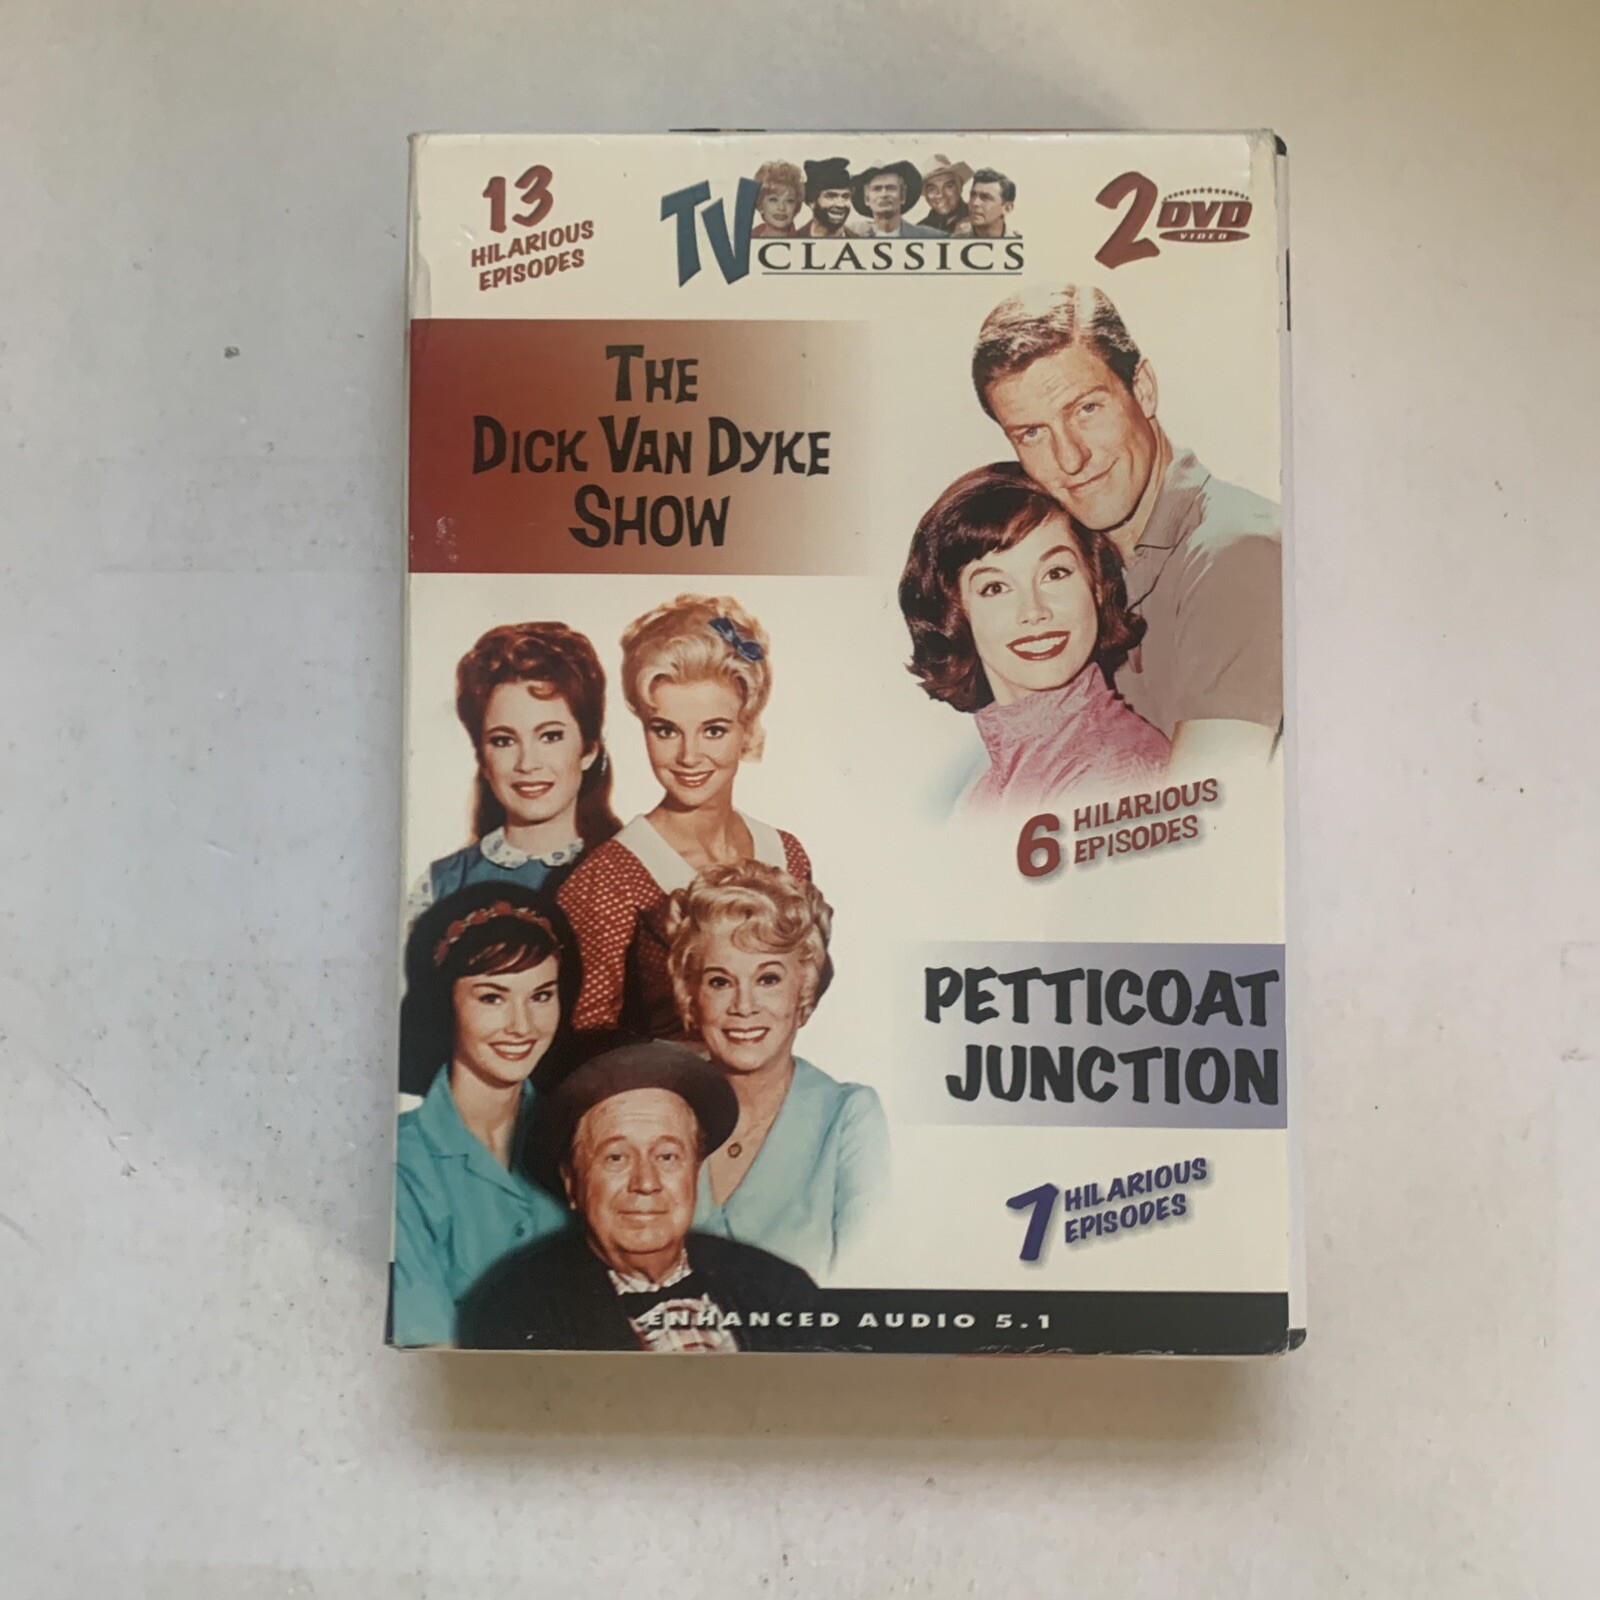 13
HILARIOUS
EPISODES
TV
CLASSICS
2 DVD
VIDEO
THE
DICK VAN DYKE
SHOW
6 HILARIOUS
EPISODES
PETTICOAT
JUNCTION
7 HILARIOUS
EPISODES
ENHANCED AUDIO 5.1